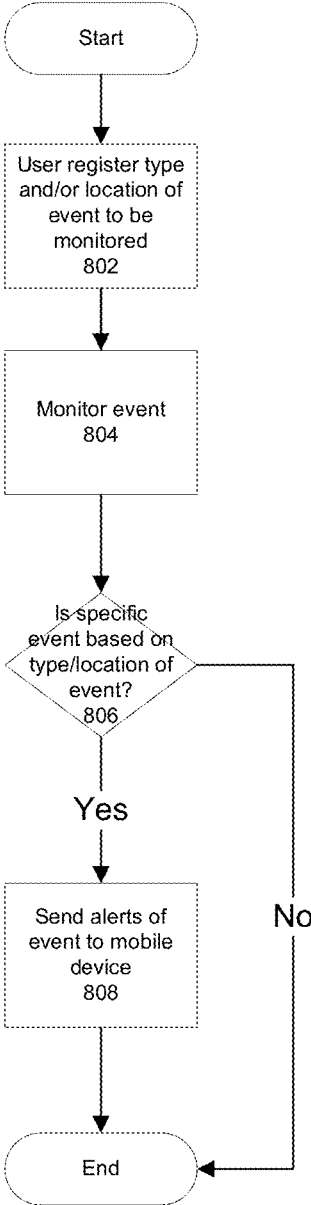 Start
User register type
and/or location of
event to be
monitored
802
Monitor event
804
Is specific
event based on
type/location of
event?
806
Yes
Send alerts of
event to mobile
device
808
No
End